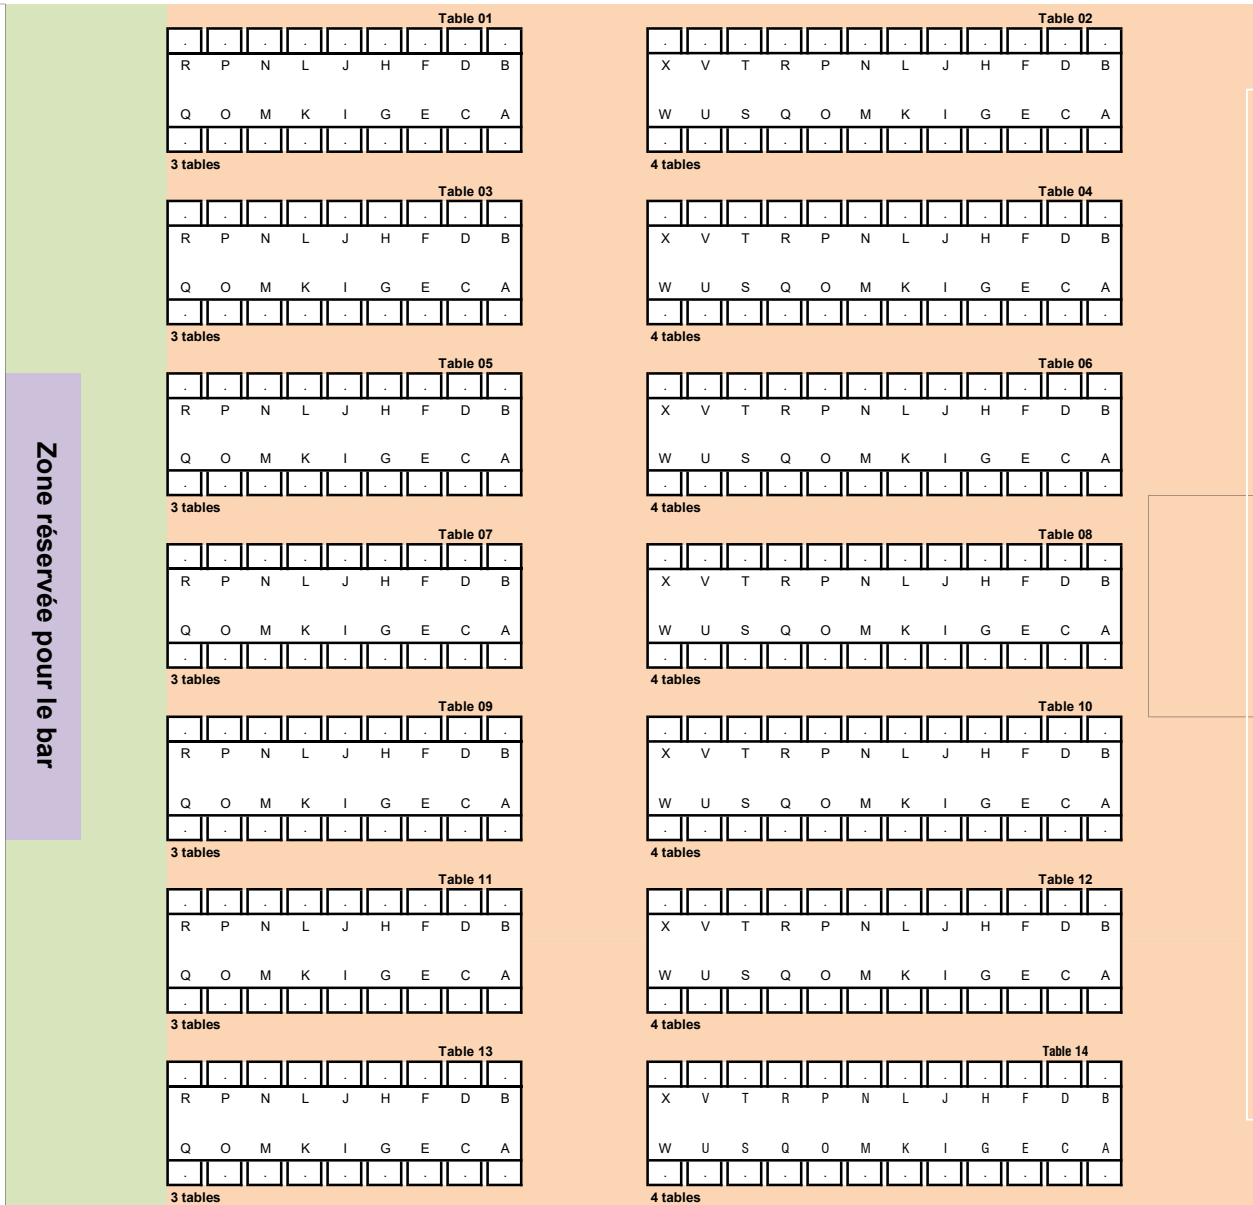 Table 01 Table 02
. . . . . . . . . . . . . . . . . . . . .
R P N L J H F D B X V T R P N L J H F D B
Q O M K I G E C A W U S Q O M K I G E C A
. . . . . . . . . . . . . . . . . . . . .
3 tables 4 tables
Table 03 Table 04
. . . . . . . . . . . . . . . . . . . . .
R P N L J H F D B X V T R P N L J H F D B
Q O M K I G E C A W U S Q O M K I G E C A
. . . . . . . . . . . . . . . . . . . . .
3 tables 4 tables
Table 05 Table 06
. . . . . . . . . . . . . . . . . . . . .
R P N L J H F D B X V T R P N L J H F D B
Q O M K I G E C A W U S Q O M K I G E C A
. . . . . . . . . . . . . . . . . . . . .
3 tables 4 tables
Zone réservée pour le bar
Table 07 Table 08
. . . . . . . . . . . . . . . . . . . . .
R P N L J H F D B X V T R P N L J H F D B
Q O M K I G E C A W U S Q O M K I G E C A
. . . . . . . . . . . . . . . . . . . . .
3 tables 4 tables
Table 09 Table 10
. . . . . . . . . . . . . . . . . . . . .
R P N L J H F D B X V T R P N L J H F D B
Q O M K I G E C A W U S Q O M K I G E C A
. . . . . . . . . . . . . . . . . . . . .
3 tables 4 tables
Table 11 Table 12
. . . . . . . . . . . . . . . . . . . . .
R P N L J H F D B X V T R P N L J H F D B
Q O M K I G E C A W U S Q O M K I G E C A
. . . . . . . . . . . . . . . . . . . . .
3 tables 4 tables
Table 13 Table 14
. . . . . . . . . . . . . . . . . . . . .
R P N L J H F D B X V T R P N L J H F D B
Q O M K I G E C A W U S Q O M K I G E C A
. . . . . . . . . . . . . . . . . . . . .
3 tables 4 tables